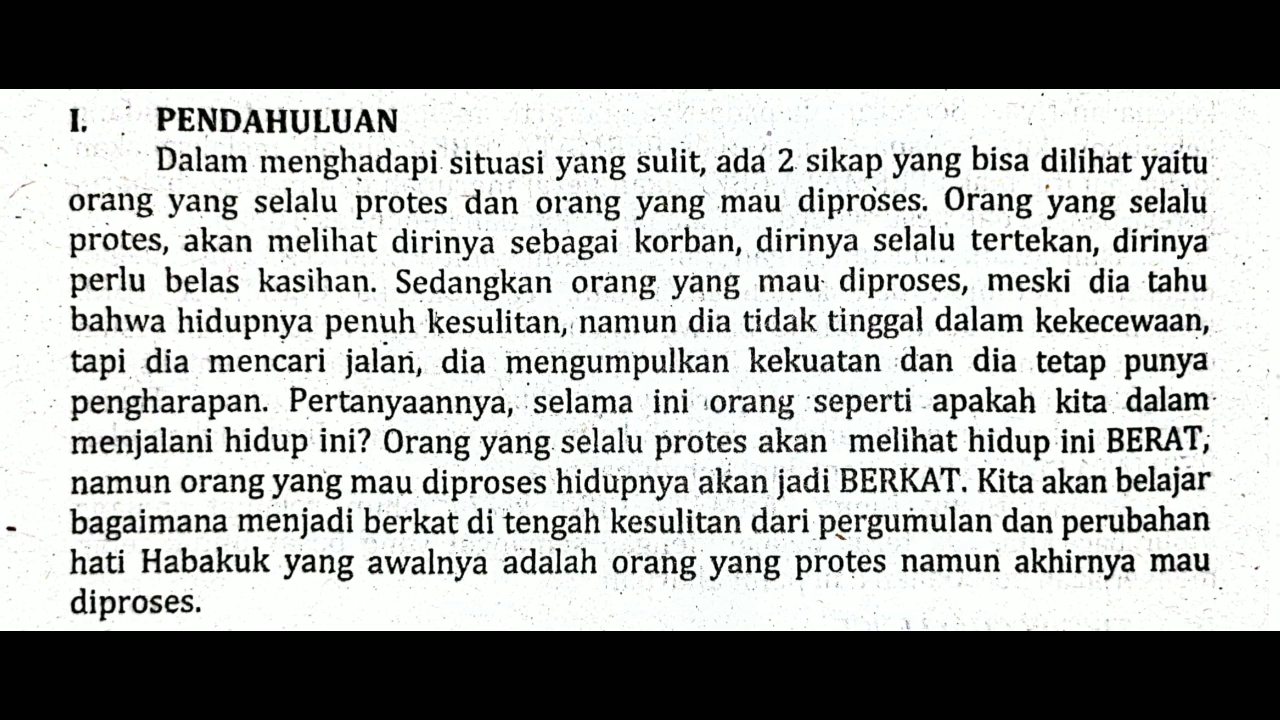 I. PENDAHULUAN
Dalam menghadapi situasi yang sulit, ada 2 sikap yang bisa dilihat yaitu
orang yang selalu protes dan orang yang mau diproses. Orang yang selalu
protes, akan melihat dirinya sebagai korban, dirinya selalu tertekan, dirinya
perlu belas kasihan. Sedangkan orang yang mau diproses, meski dia tahu
bahwa hidupnya penuh kesulitan, namun dia tidak tinggal dalam kekecewaan,
tapi dia mencari jalan, dia mengumpulkan kekuatan dan dia tetap punya
pengharapan. Pertanyaannya, selama ini orang seperti apakah kita dalam
menjalani hidup ini? Orang yang selalu protes akan melihat hidup ini BERAT,
namun orang yang mau diproses hidupnya akan jadi BERKAT. Kita akan belajar
bagaimana menjadi berkat di tengah kesulitan dari pergumulan dan perubahan
hati Habakuk yang awalnya adalah orang yang protes namun akhirnya mau
diproses.